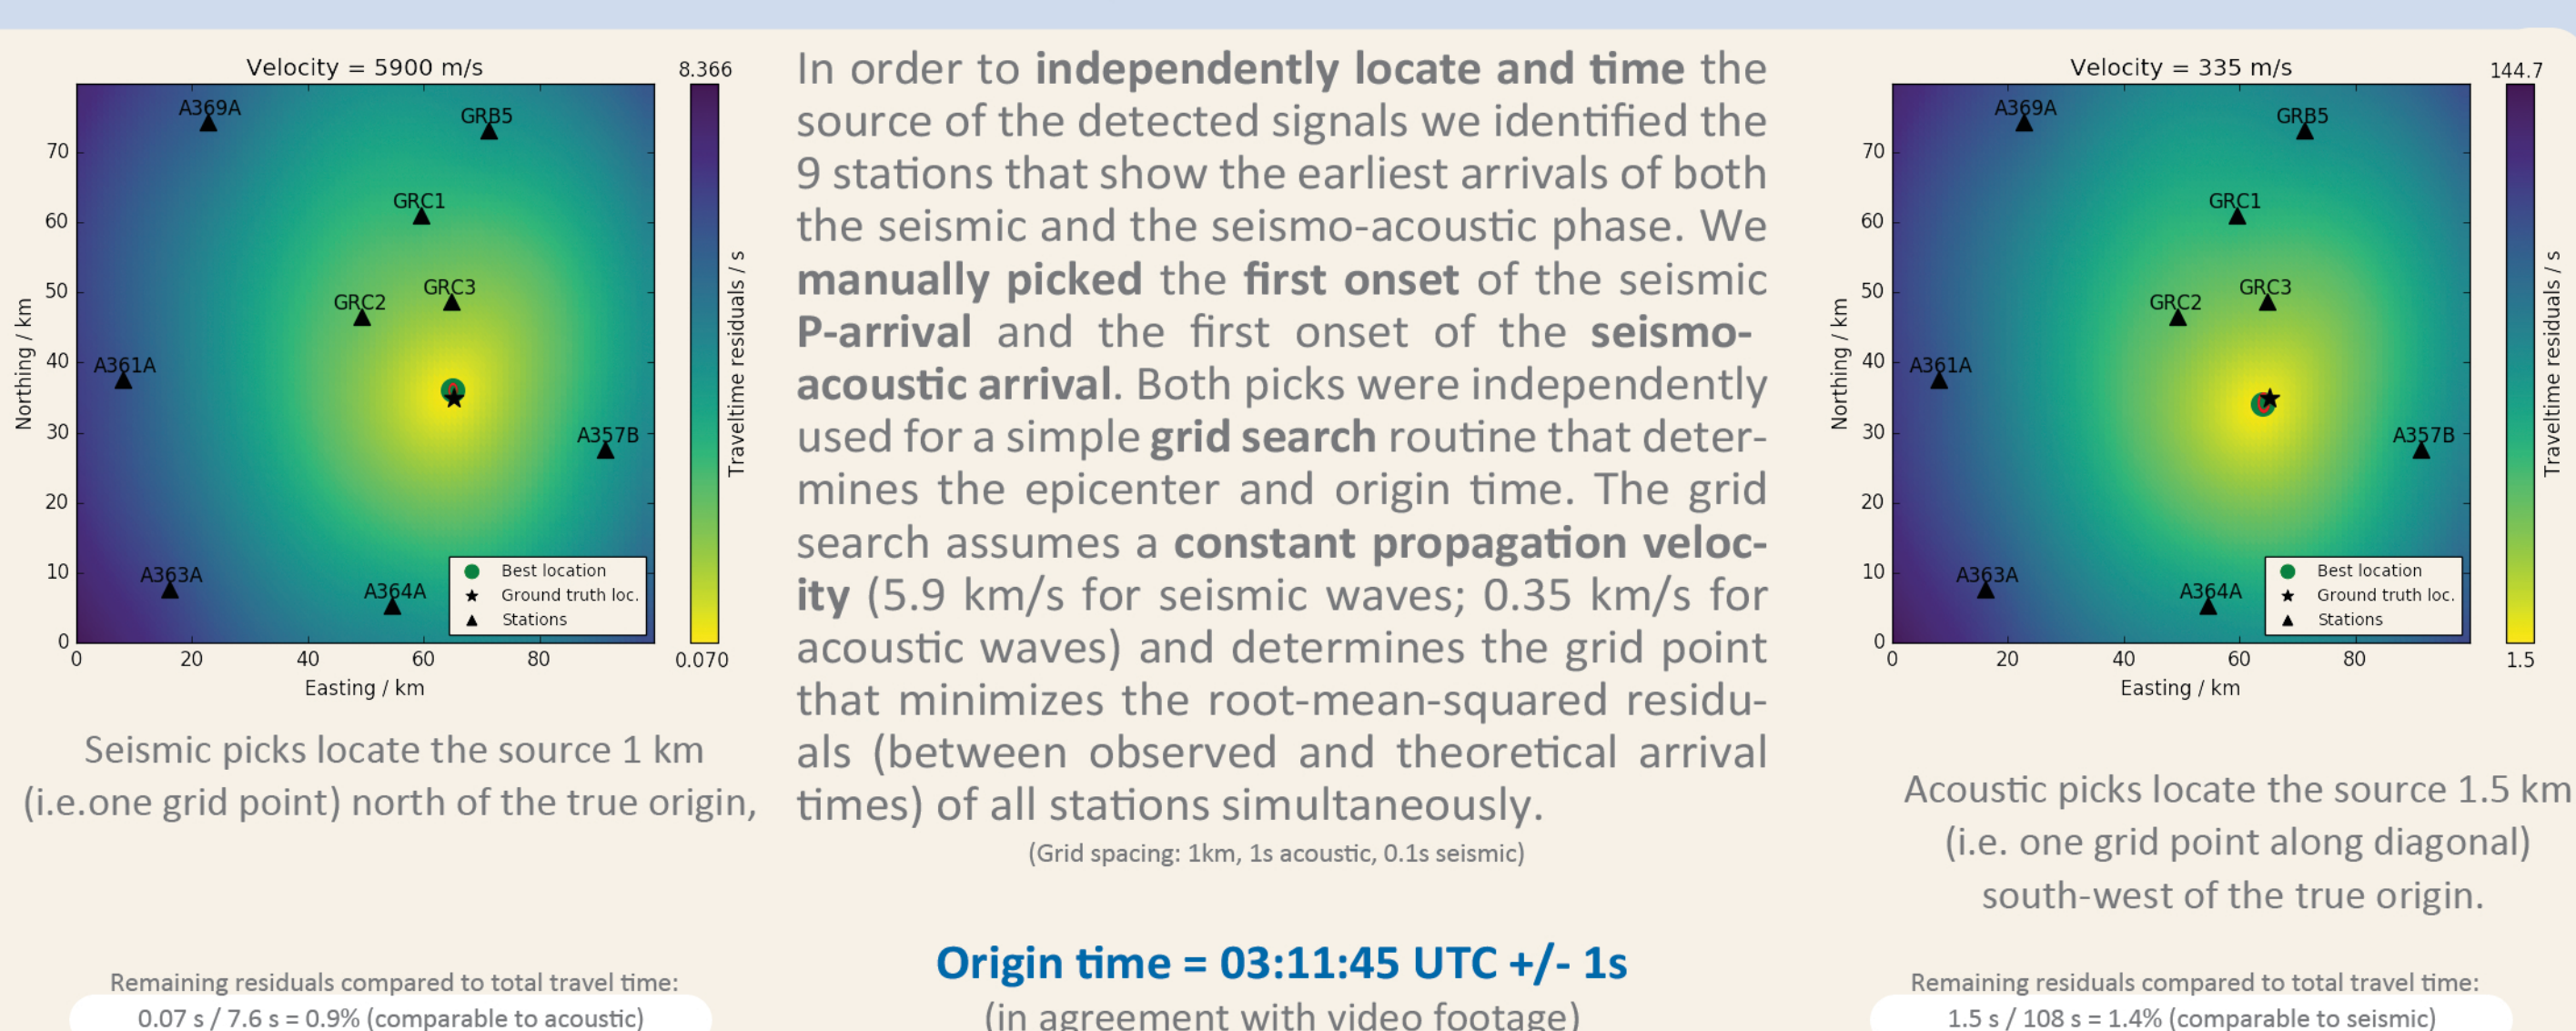 Velocity = 5900 m/s
8.366
A369A
GRB5
GRC1
GRC3
GRC2
A361A
A357B
A363A
A364A
70
60
50
40
30
20
10
0
Northing / km
0 20 40 60 80
Easting / km
Best location
Ground truth loc.
Stations
Traveltime residuals / s
0.070
Seismic picks locate the source 1 km
(i.e.one grid point) north of the true origin,
Remaining residuals compared to total travel time:
0.07 s / 7.6 s = 0.9% (comparable to acoustic)
In order to independently locate and time the
source of the detected signals we identified the
9 stations that show the earliest arrivals of both
the seismic and the seismo-acoustic phase. We
manually picked the first onset of the seismic
P-arrival and the first onset of the seismo-
acoustic arrival. Both picks were independently
used for a simple grid search routine that deter-
mines the epicenter and origin time. The grid
search assumes a constant propagation veloc-
ity (5.9 km/s for seismic waves; 0.35 km/s for
acoustic waves) and determines the grid point
that minimizes the root-mean-squared residu-
als (between observed and theoretical arrival
times) of all stations simultaneously.
(Grid spacing: 1km, 1s acoustic, 0.1s seismic)
Origin time = 03:11:45 UTC +/- 1s
(in agreement with video footage)
Velocity = 335 m/s
144.7
A369A
GRB5
GRC1
GRC3
GRC2
A361A
A357B
A363A
A364A
70
60
50
40
30
20
10
0
Northing / km
0 20 40 60 80
Easting / km
Best location
Ground truth loc.
Stations
Traveltime residuals / s
1.5
Acoustic picks locate the source 1.5 km
(i.e. one grid point along diagonal)
south-west of the true origin.
Remaining residuals compared to total travel time:
1.5 s / 108 s = 1.4% (comparable to seismic)